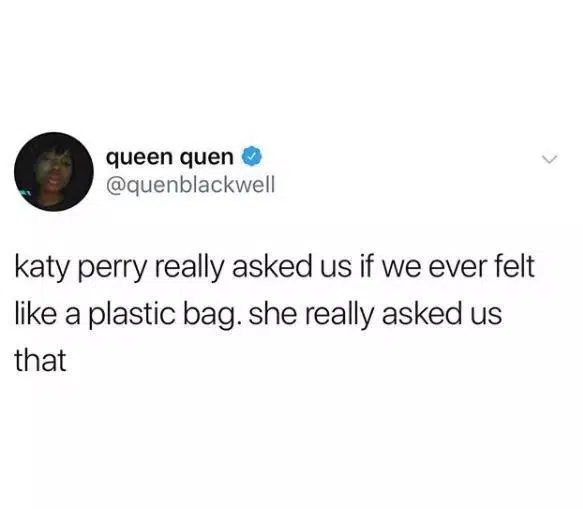 queen quen
@quenblackwell
katy perry really asked us if we ever felt
like a plastic bag. she really asked us
that